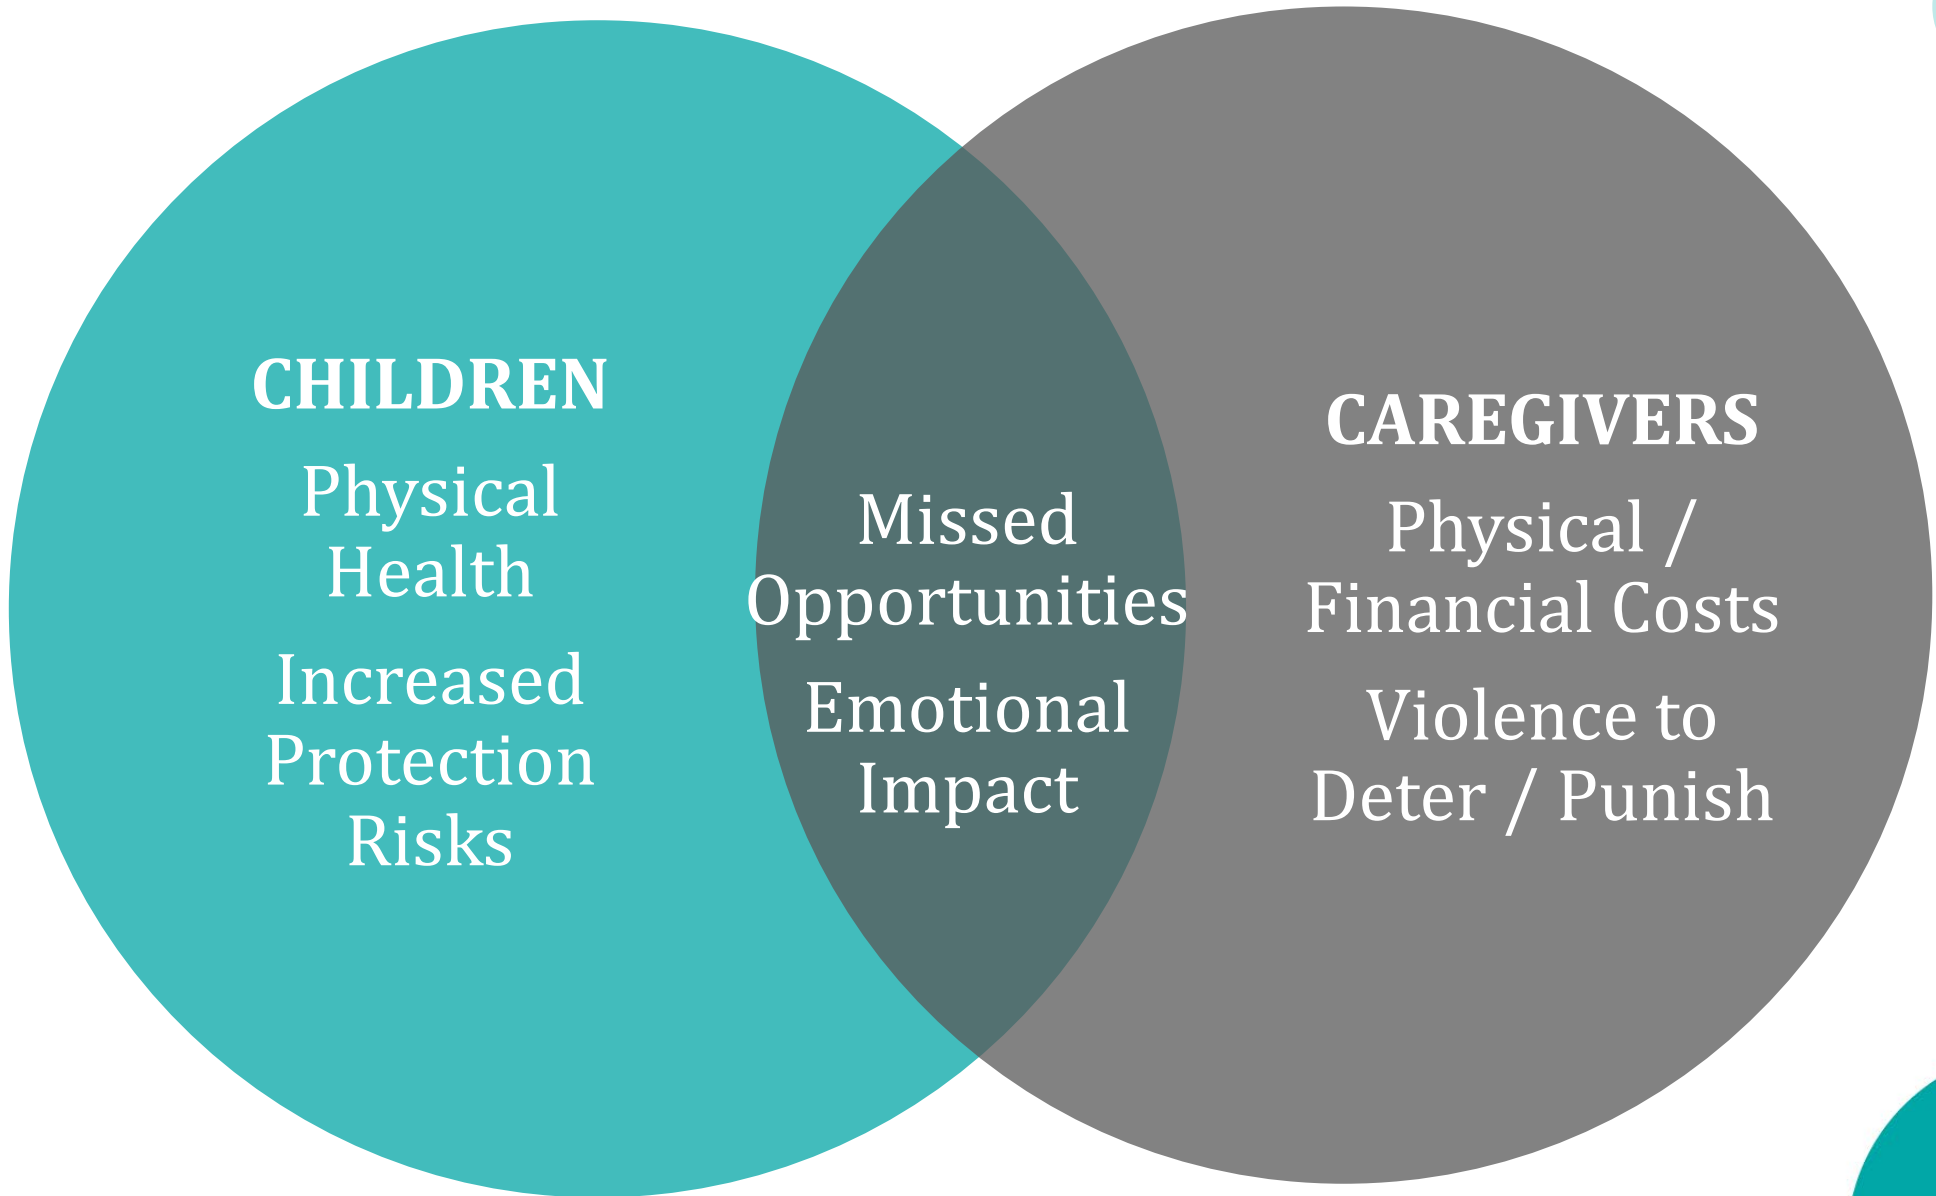 CHILDREN
Physical
Health
Increased
Protection
Risks
Missed
Opportunities
Emotional
Impact
CAREGIVERS
Physical /
Financial Costs
Violence to
Deter / Punish